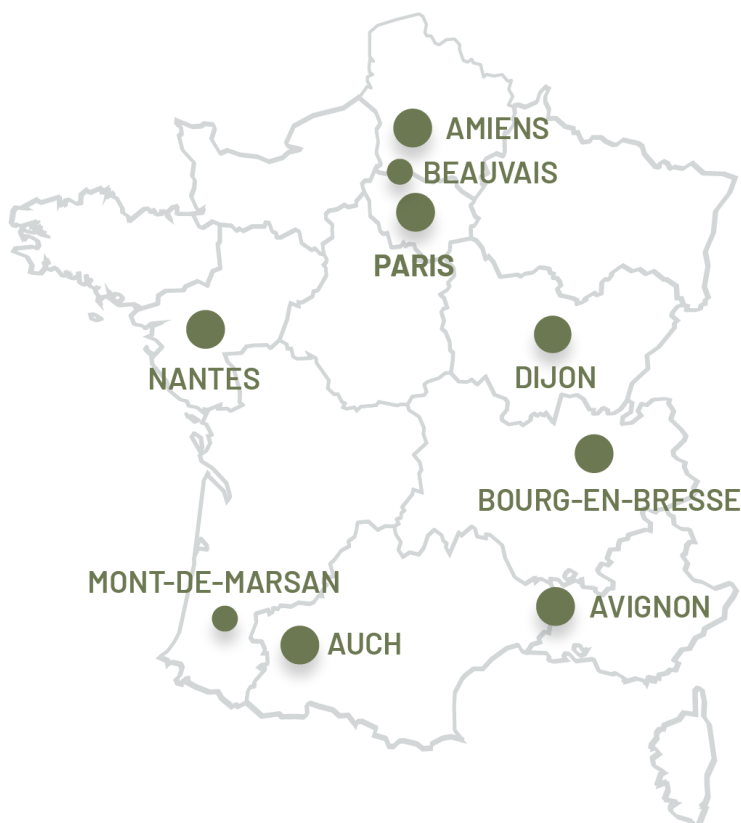 AMIENS
BEAUVAIS
PARIS
NANTES
DIJON
BOURG-EN-BRESSE
MONT-DE-MARSAN
AVIGNON
AUCH